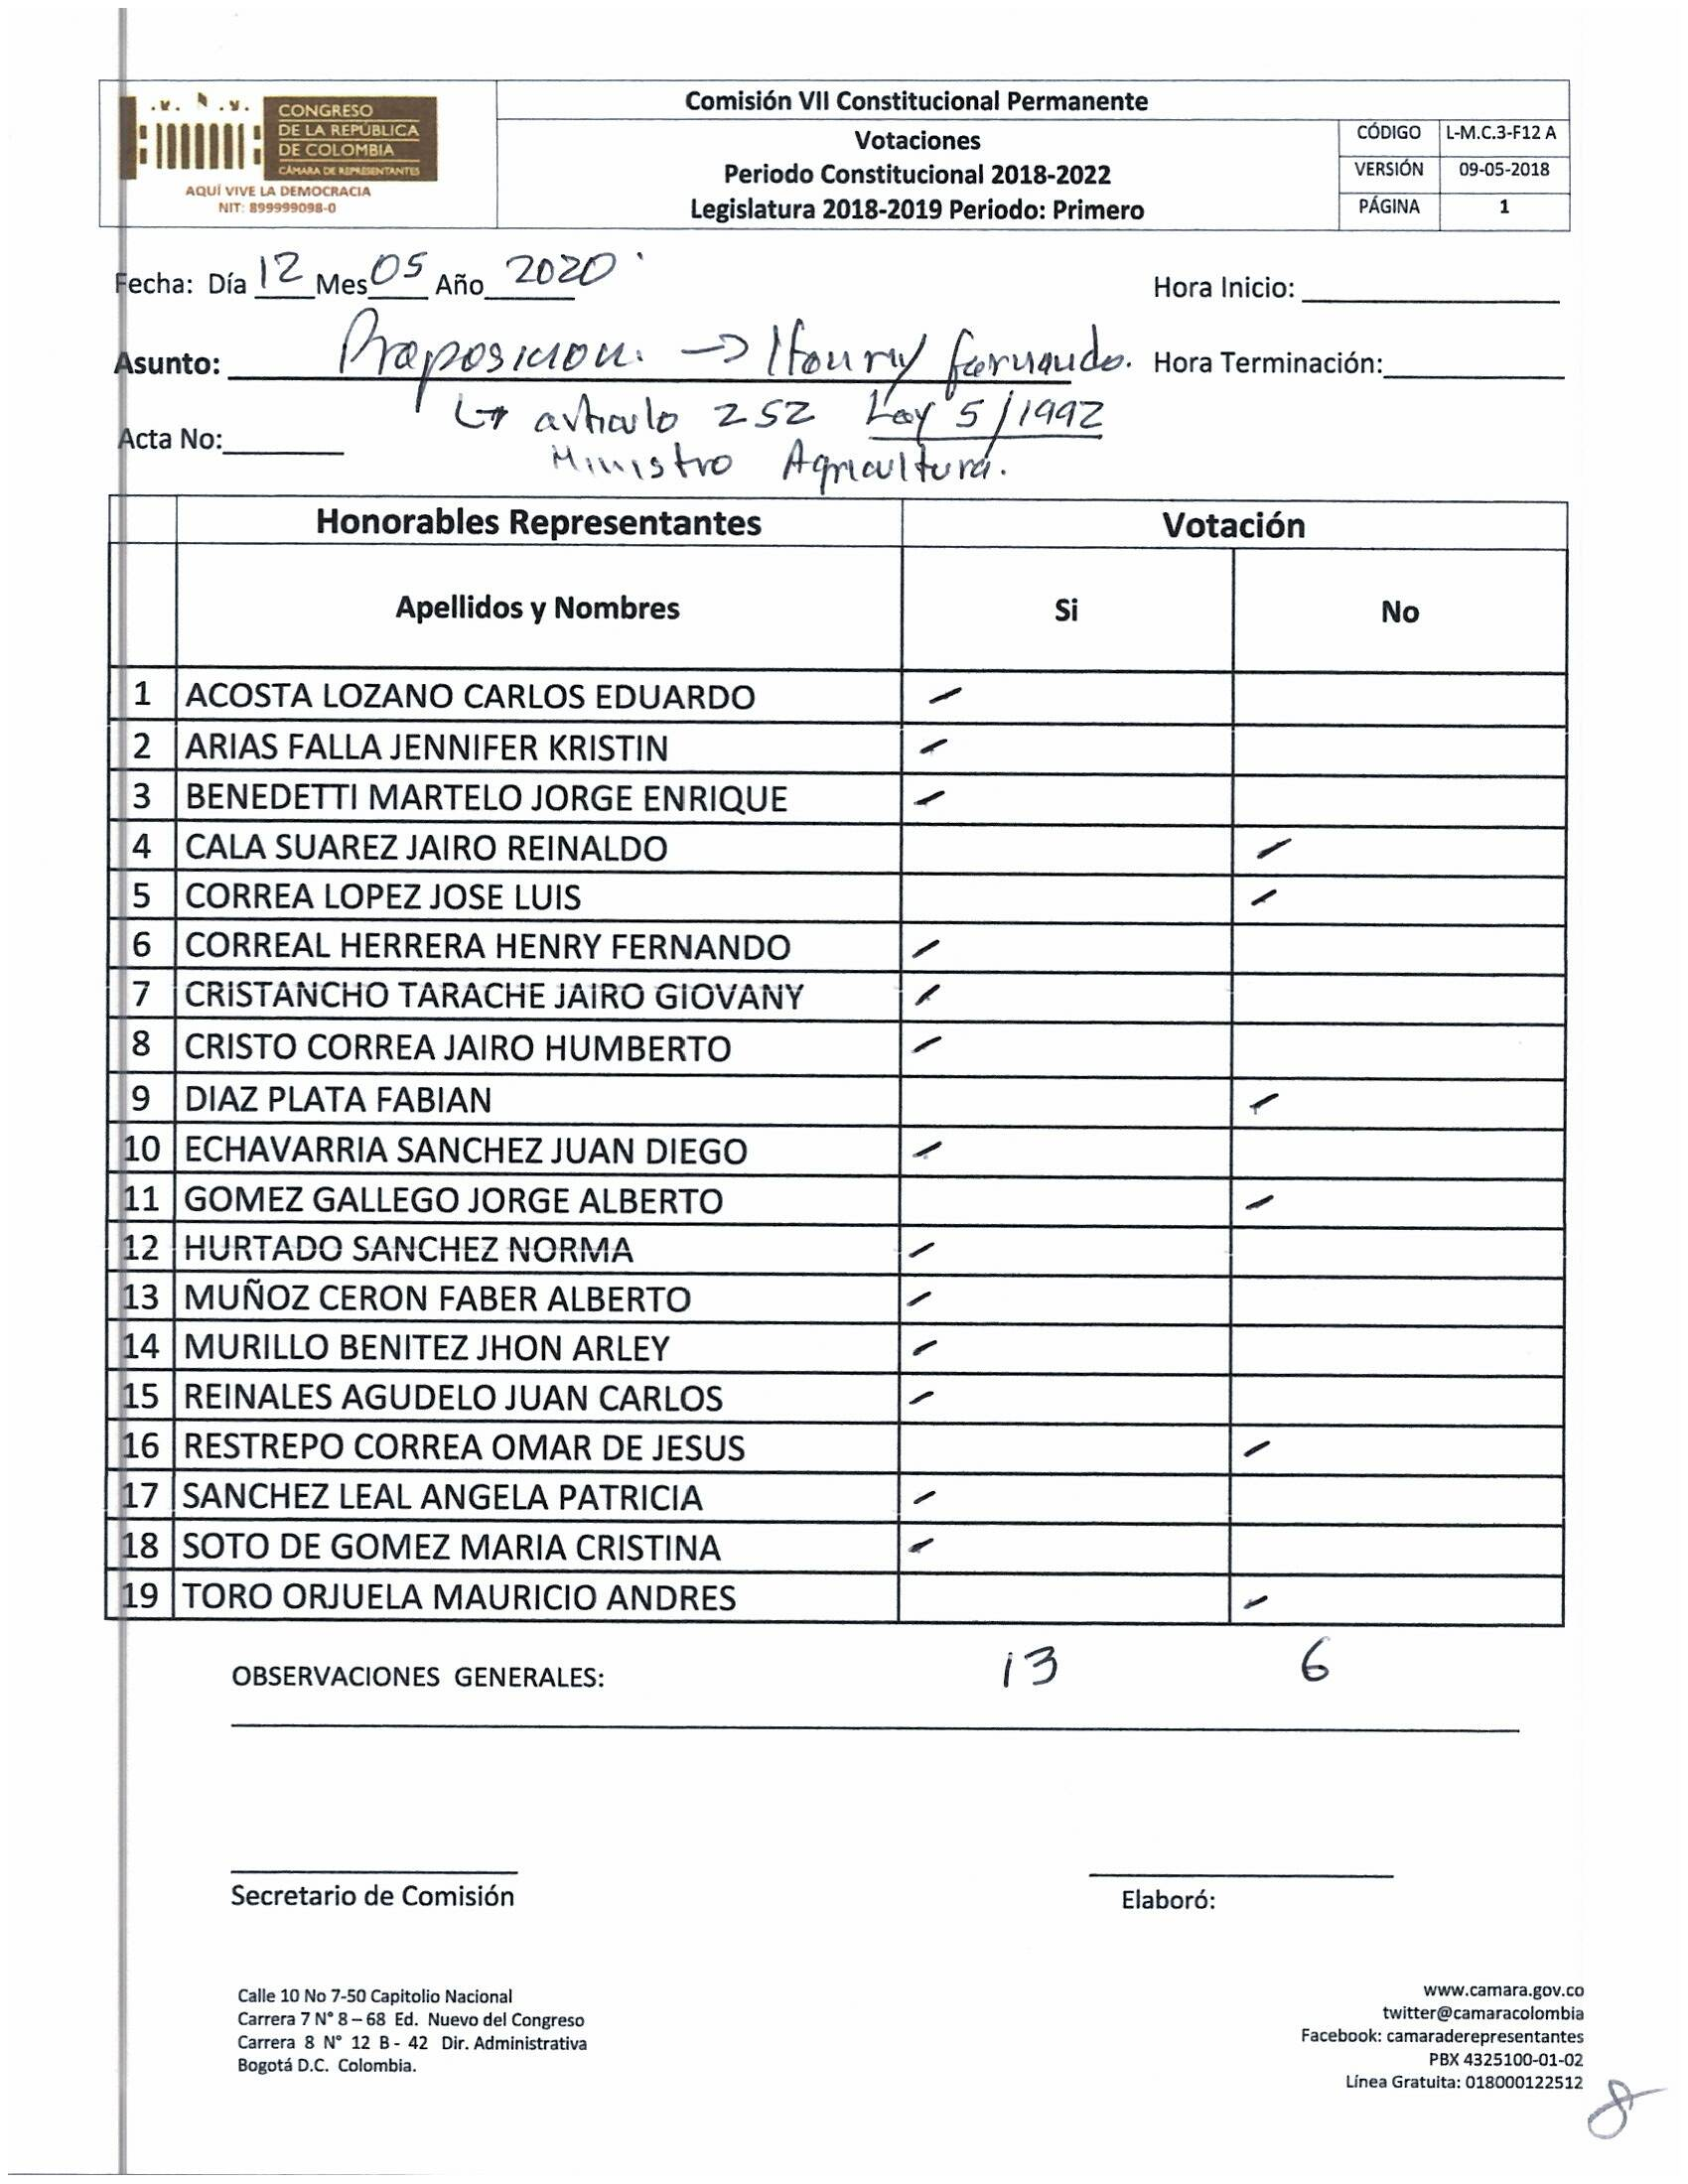 CONGRESO
DE LA REPÚBLICA
DE COLOMBIA
CÁMARA DE REPRESENTANTES
AQUÍ VIVE LA DEMOCRACIA
NIT: 899999098-0
Comisión VII Constitucional Permanente
Votaciones
Periodo Constitucional 2018-2022
Legislatura 2018-2019 Periodo: Primero
CÓDIGO L-M.C.3-F12 A
VERSIÓN 09-05-2018
PÁGINA 1
Fecha: Día 12 Mes 05 Año 2020 Hora Inicio:
Asunto: Proposicion. → Henry Fernando. Hora Terminación:
↳ articulo 252 Ley 5/1992
Acta No:
Ministro Agricultura.
Honorables Representantes Votación
Apellidos y Nombres Si No
1 ACOSTA LOZANO CARLOS EDUARDO
2 ARIAS FALLA JENNIFER KRISTIN
3 BENEDETTI MARTELO JORGE ENRIQUE
4 CALA SUAREZ JAIRO REINALDO
5 CORREA LOPEZ JOSE LUIS
6 CORREAL HERRERA HENRY FERNANDO
7 CRISTANCHO TARACHE JAIRO GIOVANY
8 CRISTO CORREA JAIRO HUMBERTO
9 DIAZ PLATA FABIAN
10 ECHAVARRIA SANCHEZ JUAN DIEGO
11 GOMEZ GALLEGO JORGE ALBERTO
12 HURTADO SANCHEZ NORMA
13 MUÑOZ CERON FABER ALBERTO
14 MURILLO BENITEZ JHON ARLEY
15 REINALES AGUDELO JUAN CARLOS
16 RESTREPO CORREA OMAR DE JESUS
17 SANCHEZ LEAL ANGELA PATRICIA
18 SOTO DE GOMEZ MARIA CRISTINA
19 TORO ORJUELA MAURICIO ANDRES
OBSERVACIONES GENERALES: 13 6
Secretario de Comisión Elaboró:
Calle 10 No 7-50 Capitolio Nacional
Carrera 7 N° 8 – 68 Ed. Nuevo del Congreso
Carrera 8 N° 12 B - 42 Dir. Administrativa
Bogotá D.C. Colombia.
www.camara.gov.co
twitter@camaracolombia
Facebook: camaraderepresentantes
PBX 4325100-01-02
Línea Gratuita: 018000122512
8